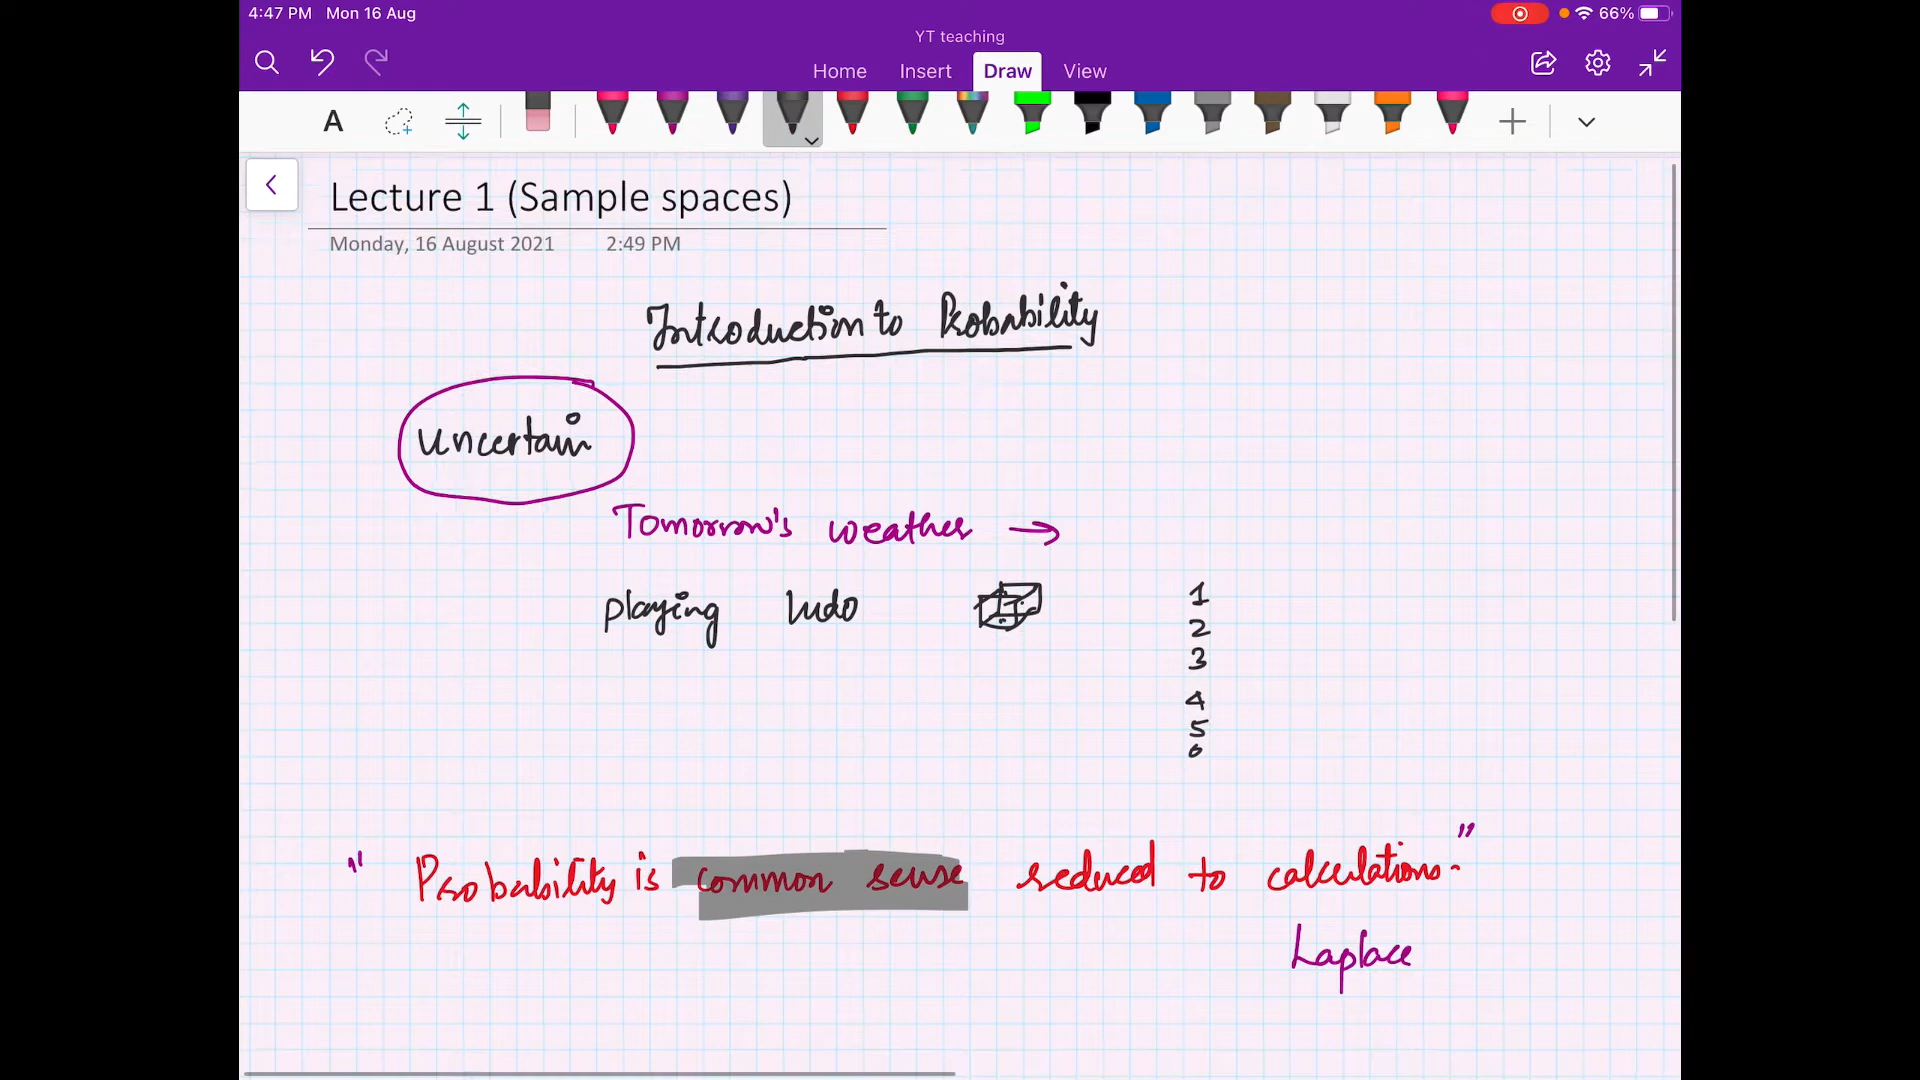 4:47 PM Mon 16 Aug 66%
YT teaching
Home Insert Draw View
A
Lecture 1 (Sample spaces)
Monday, 16 August 2021 2:49 PM
Introduction to Probability
Uncertain
Tomorrow's weather →
playing ludo
1
2
3
4
5
"Probability is common sense reduced to calculations."
Laplace